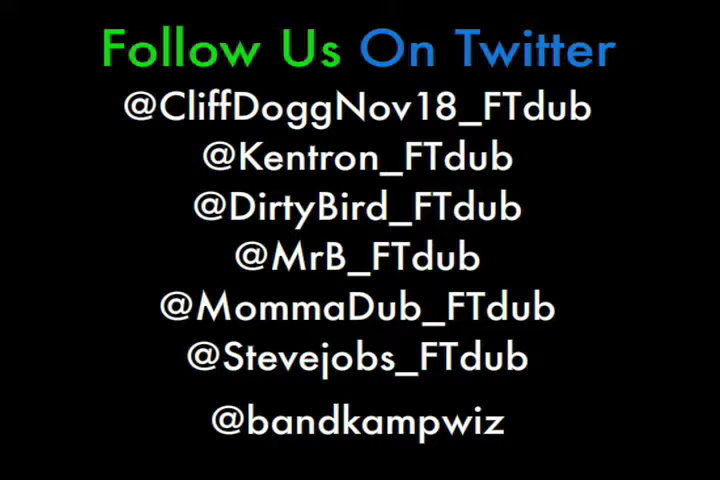 Follow Us On Twitter
@CliffDoggNov18_FTdub
@Kentron_FTdub
@DirtyBird_FTdub
@MrB_FTdub
@MommaDub_FTdub
@Stevejobs_FTdub
@bandkampwiz